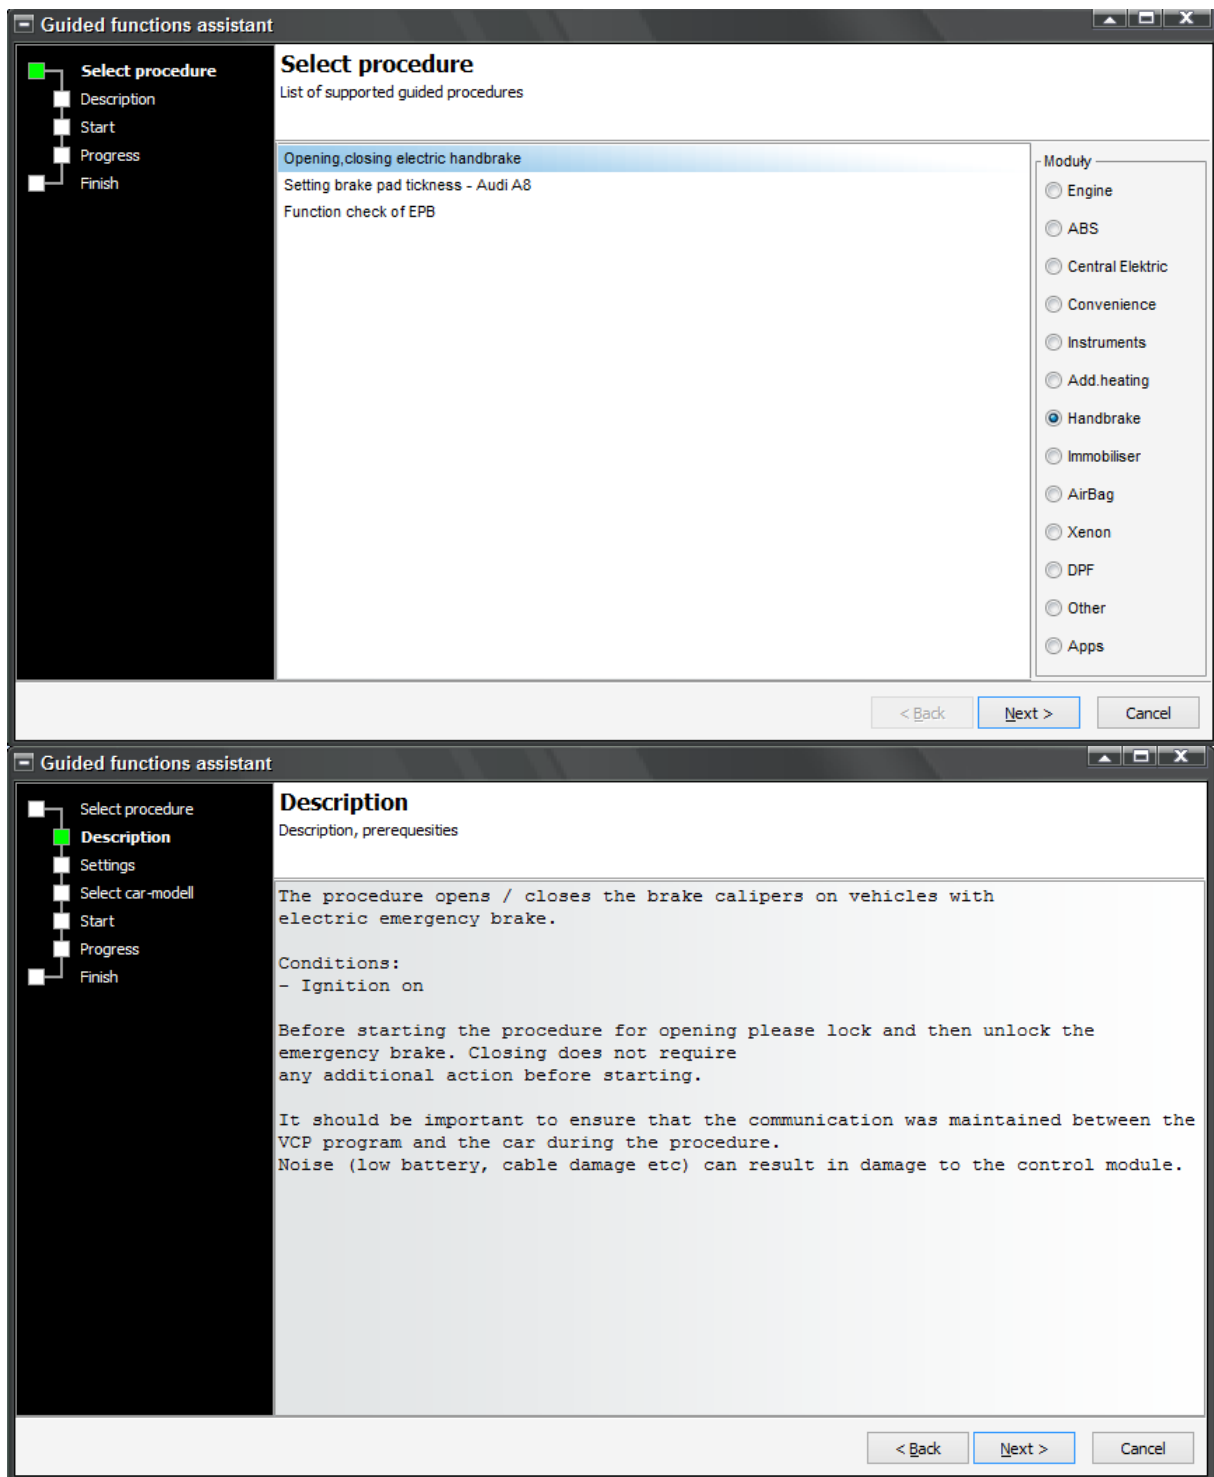 Guided functions assistant
Select procedure
Description
Start
Progress
Finish
Select procedure
List of supported guided procedures
Opening,closing electric handbrake
Setting brake pad tickness - Audi A8
Function check of EPB
Moduły
Engine
ABS
Central Elektric
Convenience
Instruments
Add.heating
Handbrake
Immobiliser
AirBag
Xenon
DPF
Other
Apps
< Back
Next >
Cancel
Guided functions assistant
Select procedure
Description
Settings
Select car-modell
Start
Progress
Finish
Description
Description, prerequesities
The procedure opens / closes the brake calipers on vehicles with
electric emergency brake.
Conditions:
- Ignition on
Before starting the procedure for opening please lock and then unlock the
emergency brake. Closing does not require
any additional action before starting.
It should be important to ensure that the communication was maintained between the
VCP program and the car during the procedure.
Noise (low battery, cable damage etc) can result in damage to the control module.
< Back
Next >
Cancel